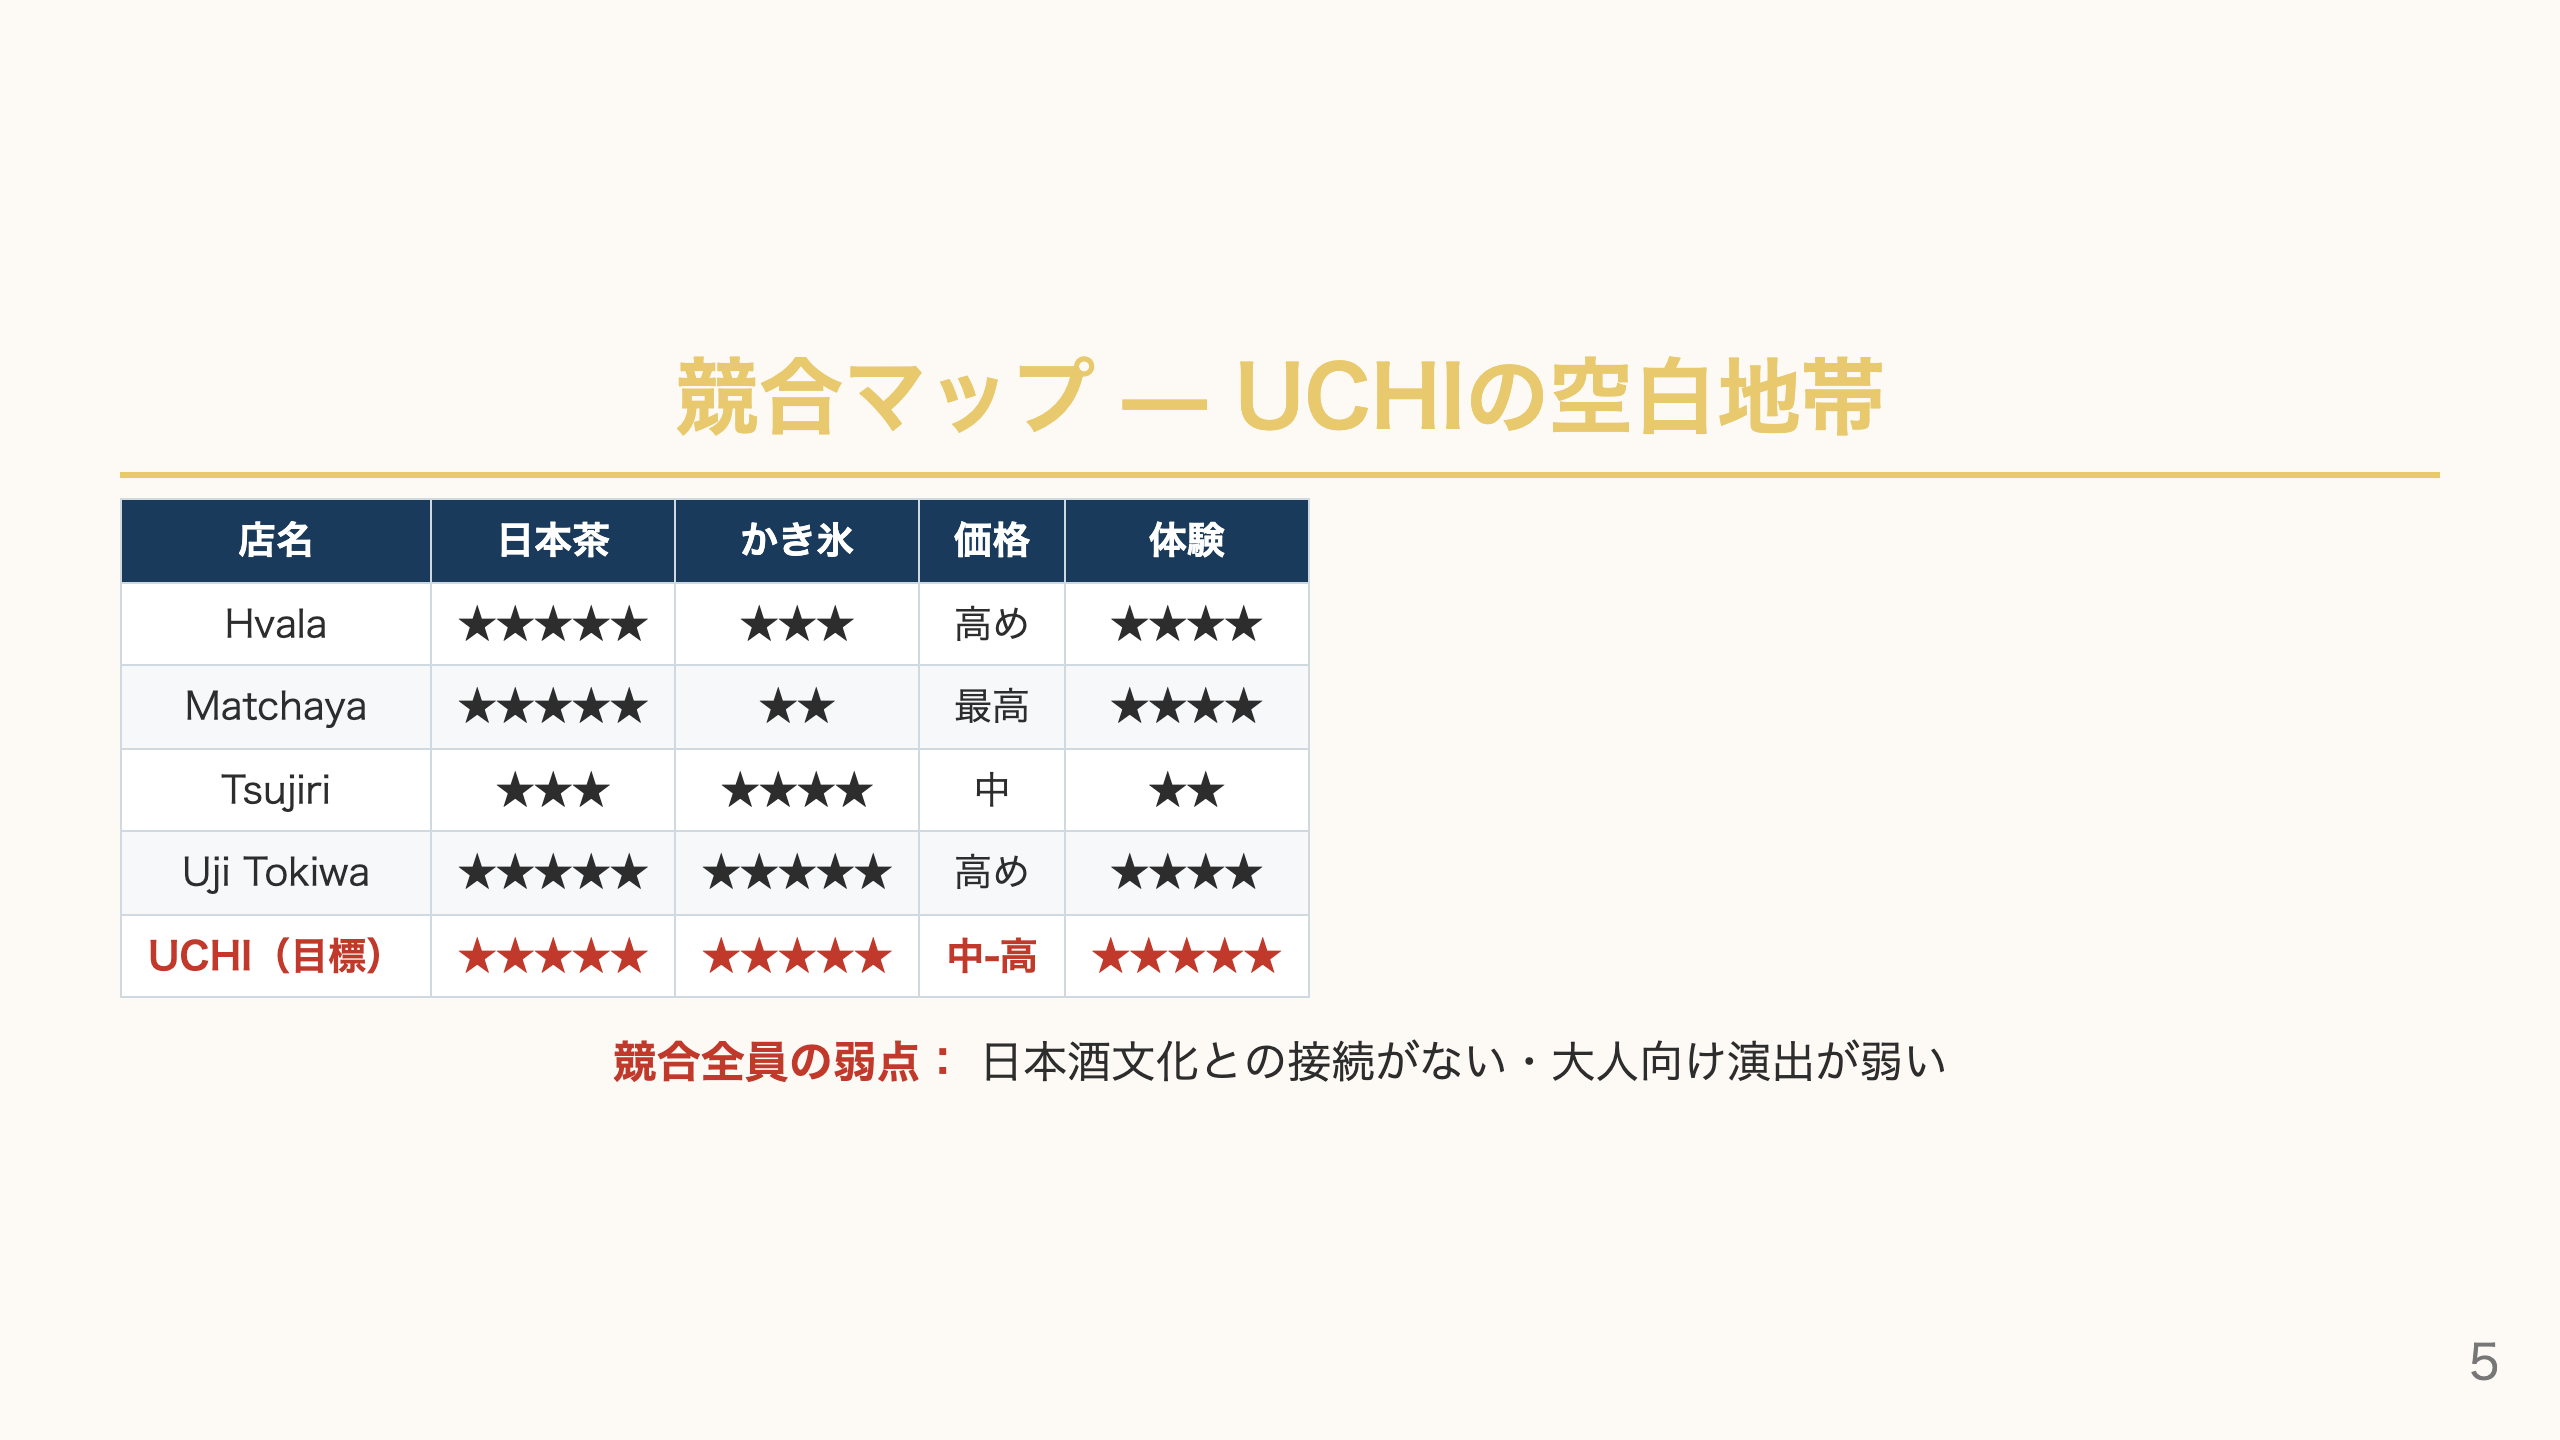 競合マップ — UCHIの空白地帯
店名 日本茶 かき氷 価格 体験
Hvala ★★★★★ ★★★ 高め ★★★★
Matchaya ★★★★★ ★★ 最高 ★★★★
Tsujiri ★★★ ★★★★ 中 ★★
Uji Tokiwa ★★★★★ ★★★★★ 高め ★★★★
UCHI（目標） ★★★★★ ★★★★★ 中-高 ★★★★★
競合全員の弱点： 日本酒文化との接続がない・大人向け演出が弱い
5